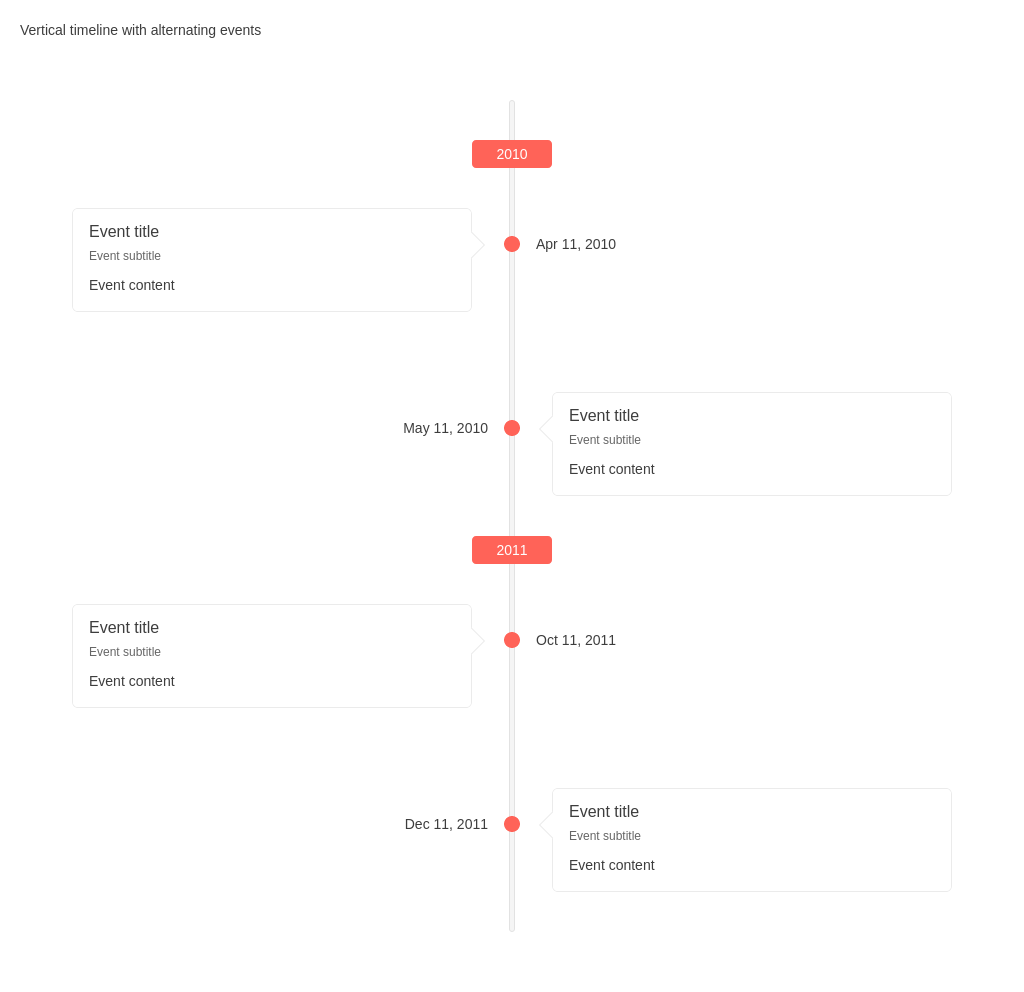 Vertical timeline with alternating events
2010
Event title
Event subtitle
Event content
Apr 11, 2010
May 11, 2010
Event title
Event subtitle
Event content
2011
Event title
Event subtitle
Event content
Oct 11, 2011
Dec 11, 2011
Event title
Event subtitle
Event content